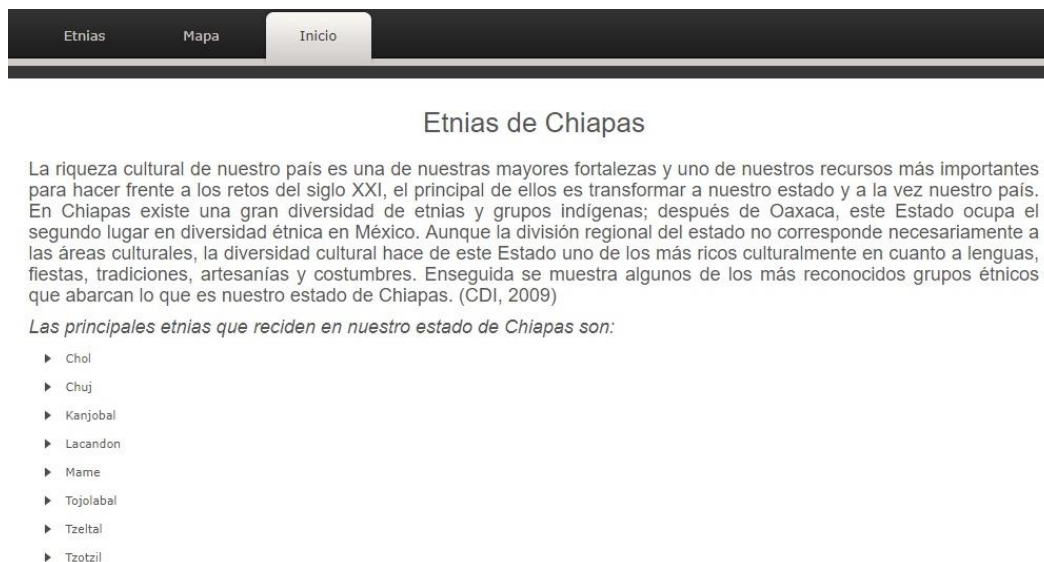 Etnias Mapa Inicio
Etnias de Chiapas
La riqueza cultural de nuestro país es una de nuestras mayores fortalezas y uno de nuestros recursos más importantes
para hacer frente a los retos del siglo XXI, el principal de ellos es transformar a nuestro estado y a la vez nuestro país.
En Chiapas existe una gran diversidad de etnias y grupos indígenas; después de Oaxaca, este Estado ocupa el
segundo lugar en diversidad étnica en México. Aunque la división regional del estado no corresponde necesariamente a
las áreas culturales, la diversidad cultural hace de este Estado uno de los más ricos culturalmente en cuanto a lenguas,
fiestas, tradiciones, artesanías y costumbres. Enseguida se muestra algunos de los más reconocidos grupos étnicos
que abarcan lo que es nuestro estado de Chiapas. (CDI, 2009)
Las principales etnias que reciden en nuestro estado de Chiapas son:
Chol
Chuj
Kanjobal
Lacandon
Mame
Tojolabal
Tzeltal
Tzotzil